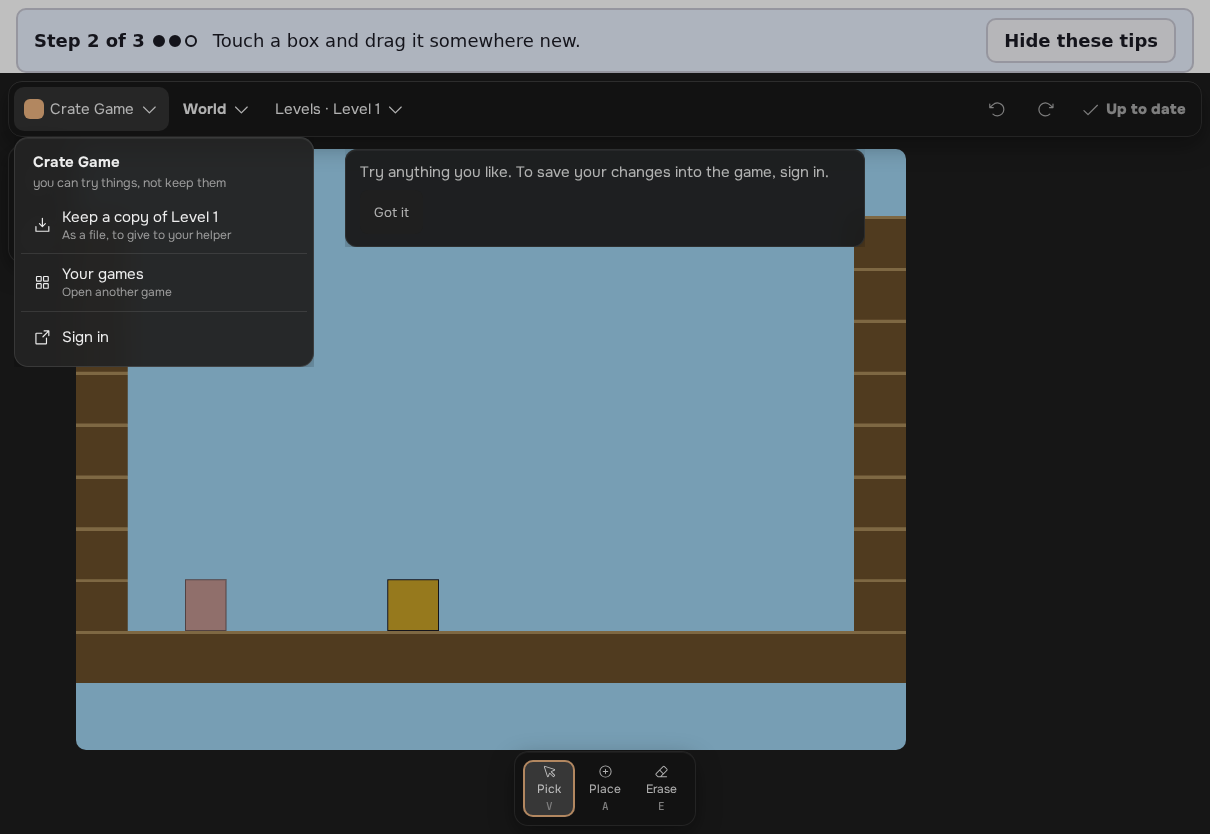 Step 2 of 3 Touch a box and drag it somewhere new. Hide these tips
Crate Game World Levels · Level 1 Up to date
Crate Game
you can try things, not keep them
Keep a copy of Level 1
As a file, to give to your helper
Your games
Open another game
Sign in
Try anything you like. To save your changes into the game, sign in.
Got it
Pick Place Erase
V A E